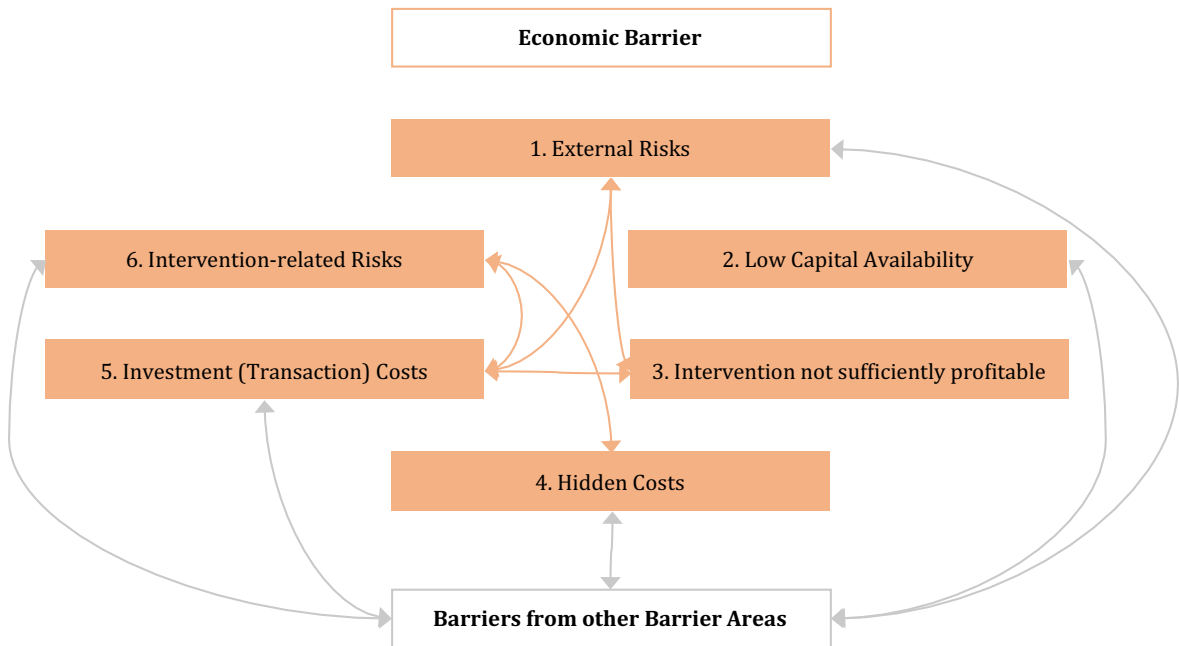 Economic Barrier
1. External Risks
6. Intervention-related Risks
2. Low Capital Availability
5. Investment (Transaction) Costs
3. Intervention not sufficiently profitable
4. Hidden Costs
Barriers from other Barrier Areas